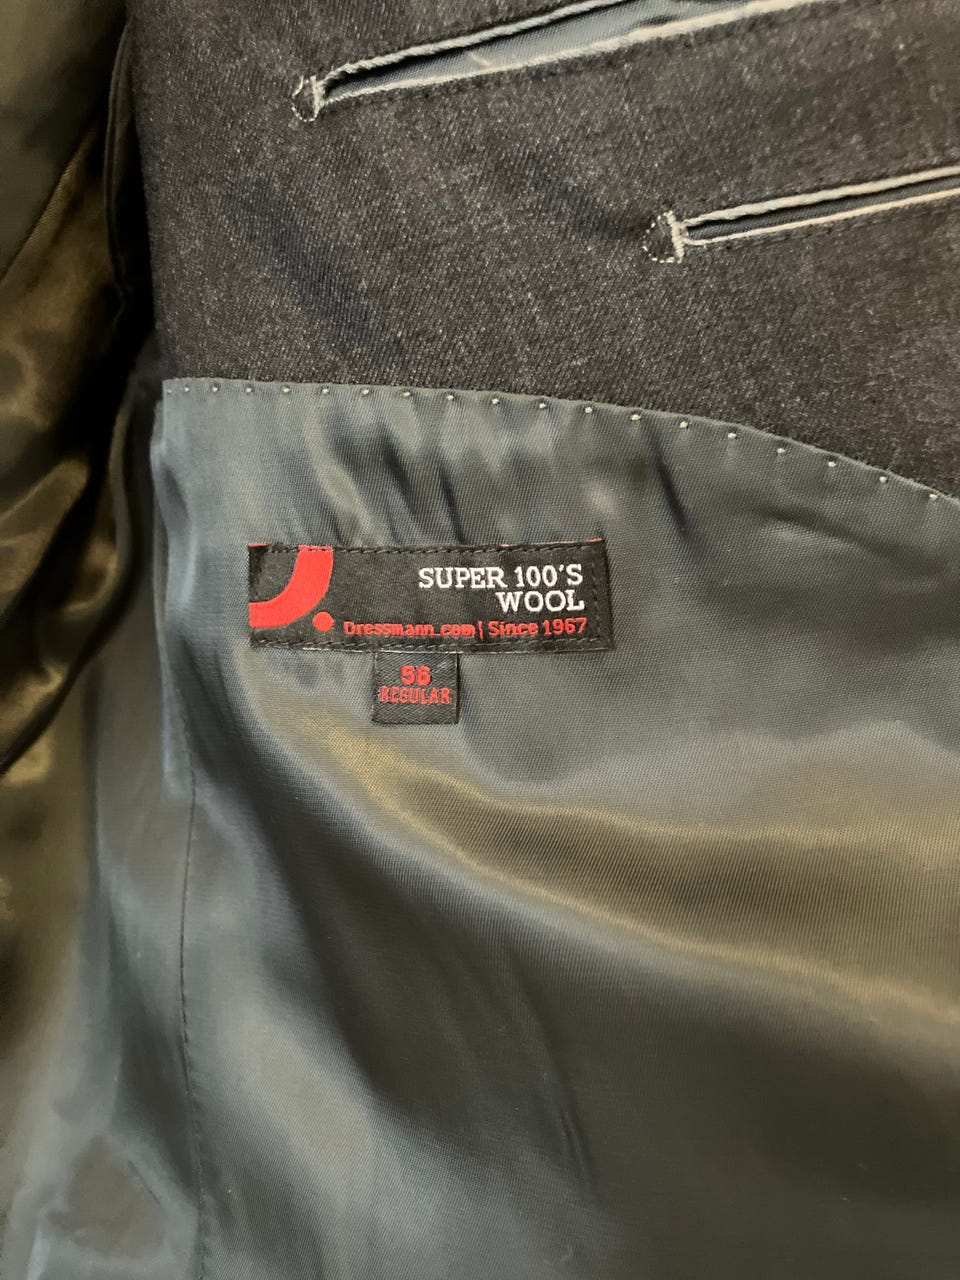 SUPER 100'S
WOOL
Dressmann.com| Since 1967
56
REGULAR